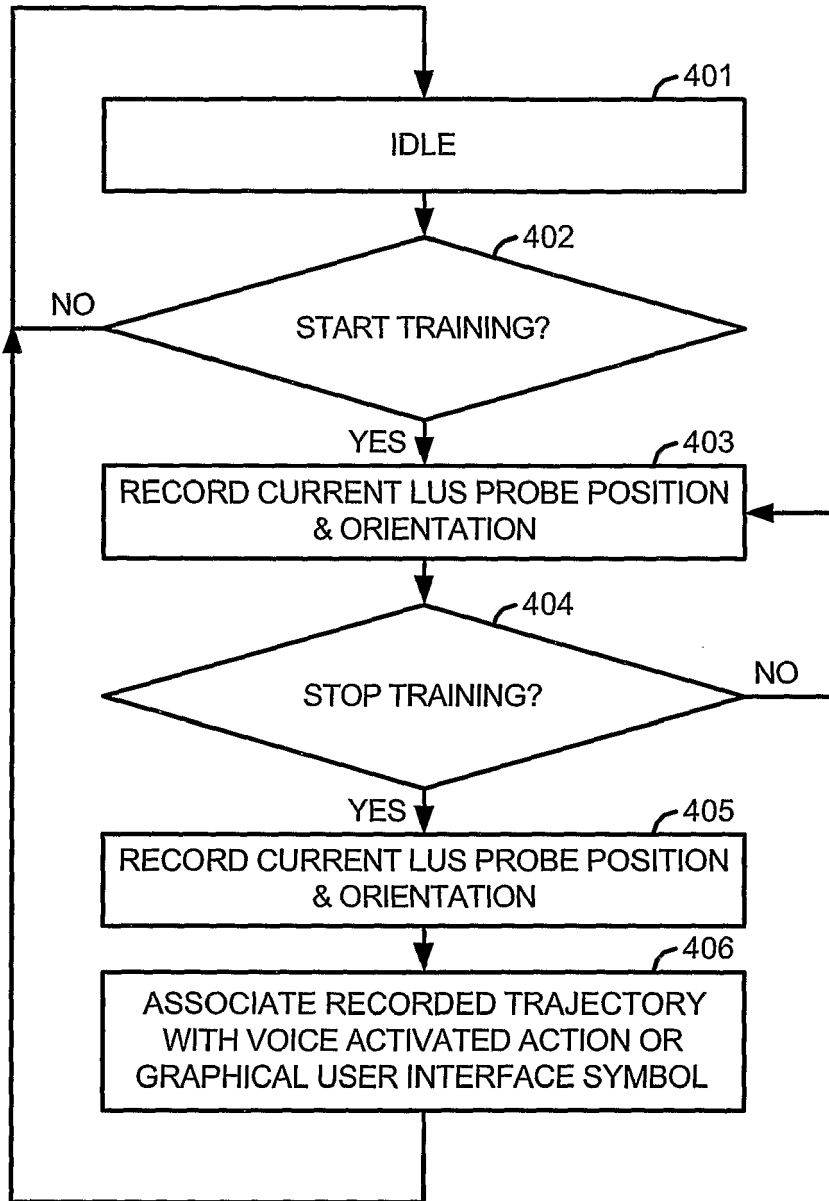 401
IDLE
402
NO
START TRAINING?
YES
403
RECORD CURRENT LUS PROBE POSITION
& ORIENTATION
404
NO
STOP TRAINING?
YES
405
RECORD CURRENT LUS PROBE POSITION
& ORIENTATION
406
ASSOCIATE RECORDED TRAJECTORY
WITH VOICE ACTIVATED ACTION OR
GRAPHICAL USER INTERFACE SYMBOL